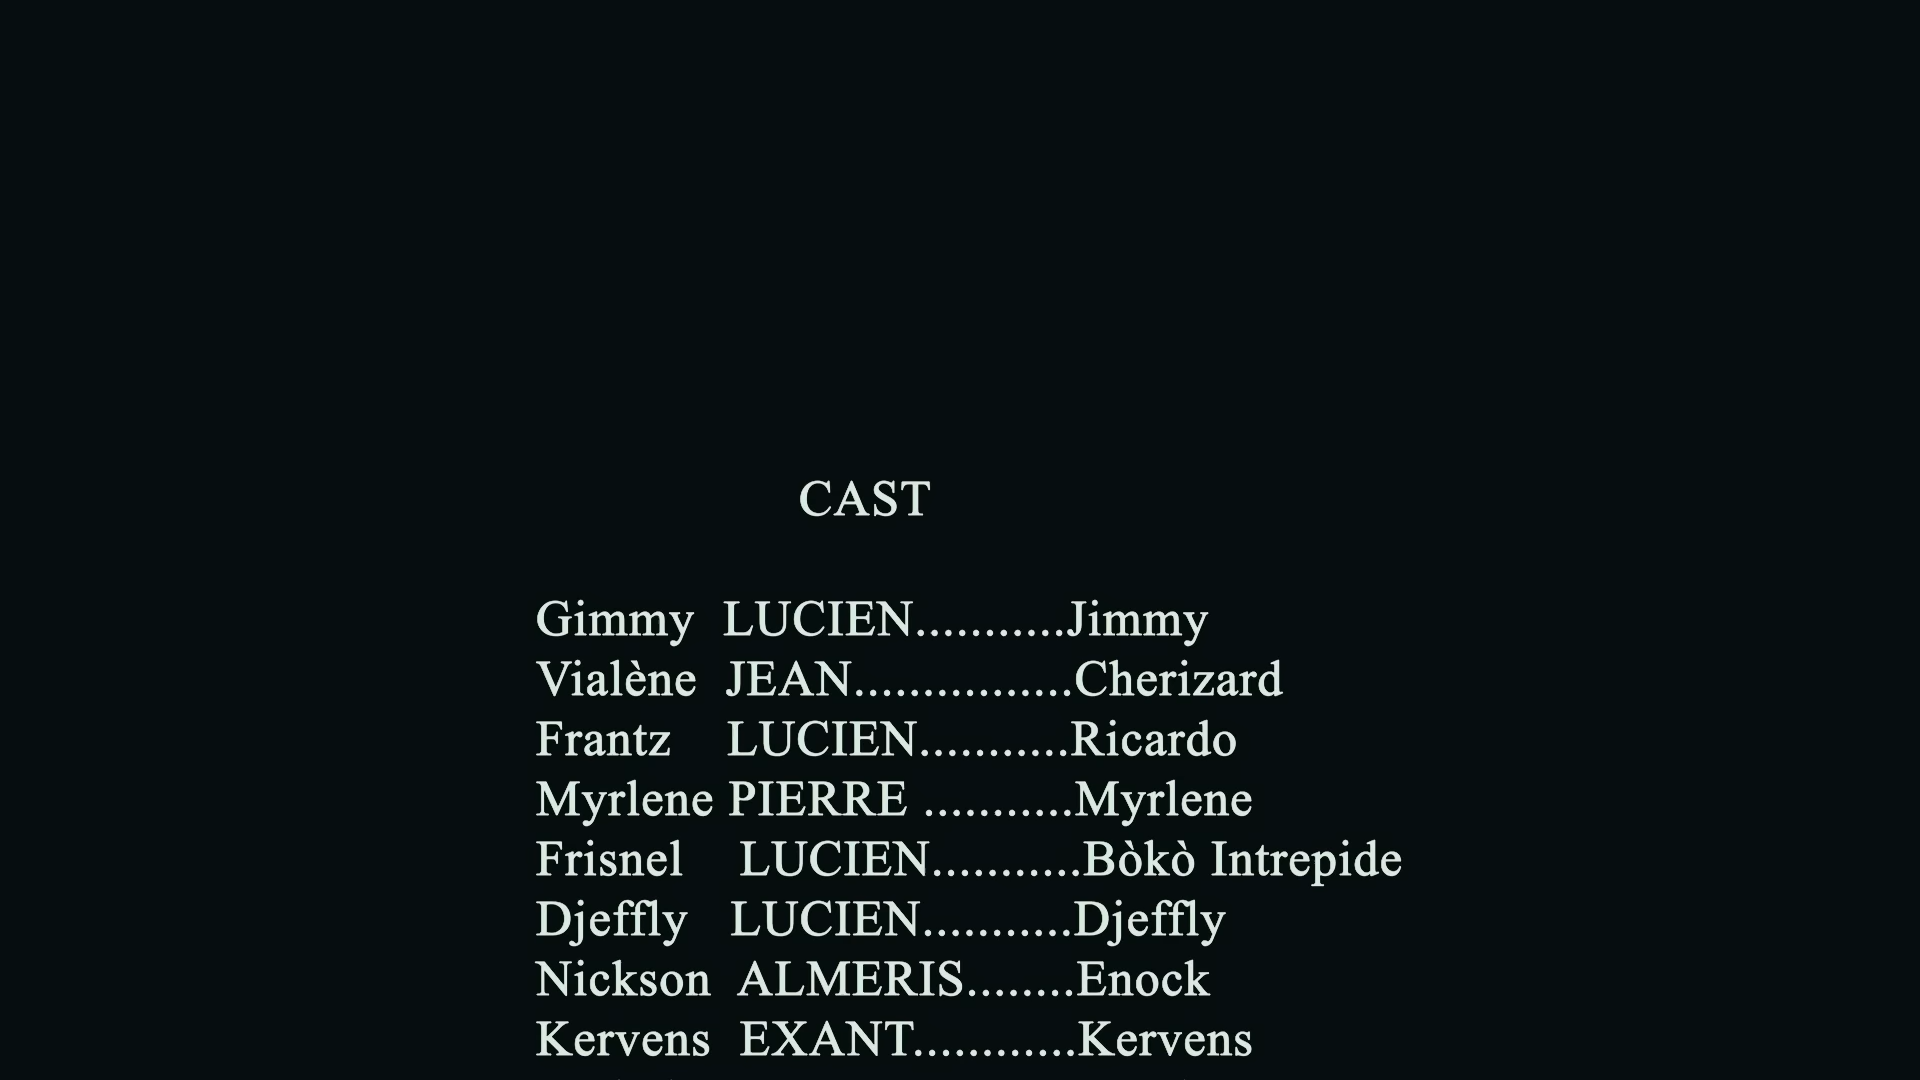 CAST
Gimmy LUCIEN...........Jimmy
Vialène JEAN................Cherizard
Frantz LUCIEN...........Ricardo
Myrlene PIERRE ...........Myrlene
Frisnel LUCIEN...........Bòkò Intrepide
Djeffly LUCIEN...........Djeffly
Nickson ALMERIS........Enock
Kervens EXANT............Kervens